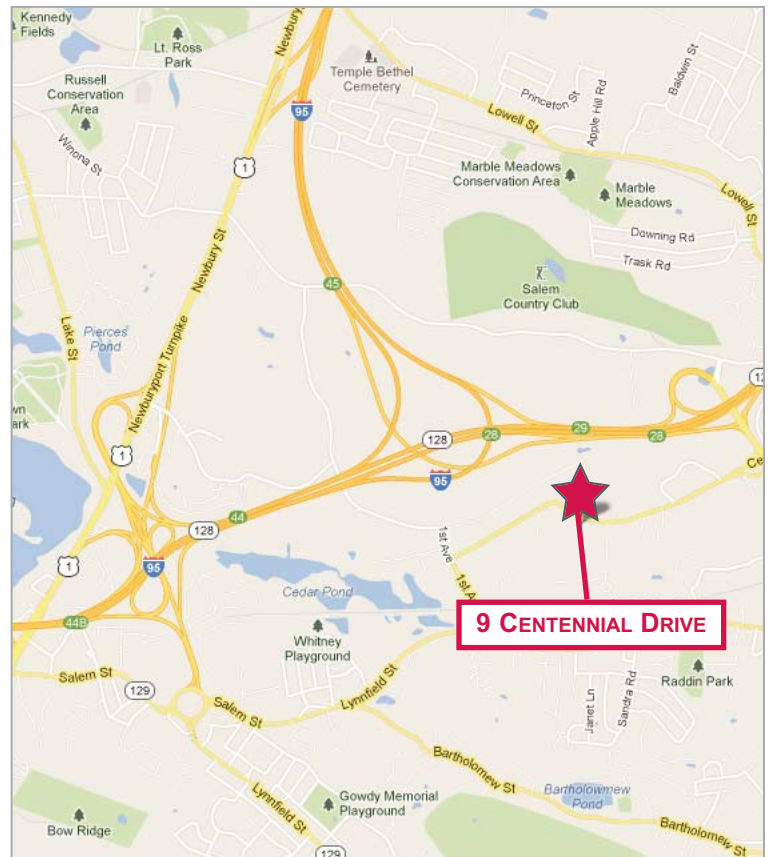 Kennedy
Fields
Lt. Ross
Park
Newbury
Temple Bethel
Cemetery
Russell
Conservation
Area
95
Princeton St
Apple Hill Rd
Baldwin St
Lowell St
Winona St
1
Marble Meadows
Conservation Area
Marble
Meadows
Lowell St
Newbury St
Downing Rd
Trask Rd
45
Salem
Country Club
Lake St
Pierces
Pond
Newburyport Turnpike
128
28
29
28
1
95
44
128
1st Ave
1
95
Cedar Pond
9 CENTENNIAL DRIVE
44B
Whitney
Playground
Salem St
129
Salem St
Lynnfield St
Janet Ln
Sandra Rd
Raddin Park
Bartholomew St
Lynnfield St
Gowdy Memorial
Playground
Bartholowmew
Pond
Bow Ridge
Bartholomew St
129